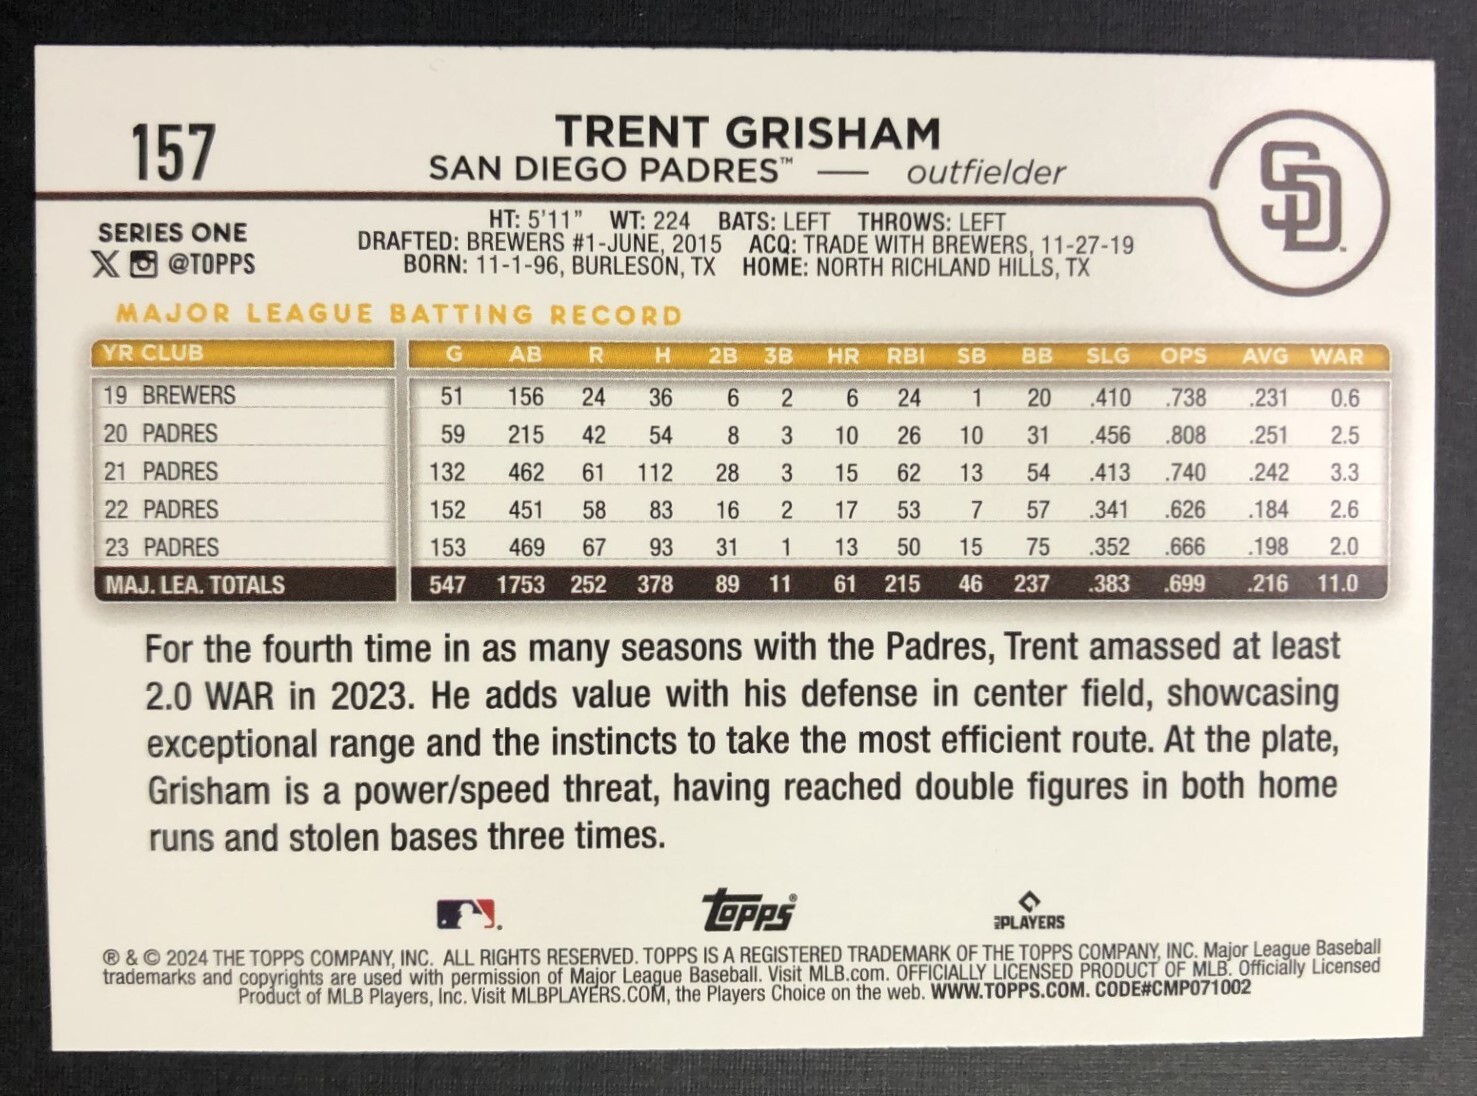 157
TRENT GRISHAM
SAN DIEGO PADRES™ — outfielder
SD
SERIES ONE
X @TOPPS
HT: 5'11" WT: 224 BATS: LEFT THROWS: LEFT
DRAFTED: BREWERS #1-JUNE, 2015 ACQ: TRADE WITH BREWERS, 11-27-19
BORN: 11-1-96, BURLESON, TX HOME: NORTH RICHLAND HILLS, TX
MAJOR LEAGUE BATTING RECORD
YR CLUB G AB R H 2B 3B HR RBI SB BB SLG OPS AVG WAR
19 BREWERS 51 156 24 36 6 2 6 24 1 20 .410 .738 .231 0.6
20 PADRES 59 215 42 54 8 3 10 26 10 31 .456 .808 .251 2.5
21 PADRES 132 462 61 112 28 3 15 62 13 54 .413 .740 .242 3.3
22 PADRES 152 451 58 83 16 2 17 53 7 57 .341 .626 .184 2.6
23 PADRES 153 469 67 93 31 1 13 50 15 75 .352 .666 .198 2.0
MAJ. LEA. TOTALS 547 1753 252 378 89 11 61 215 46 237 .383 .699 .216 11.0
For the fourth time in as many seasons with the Padres, Trent amassed at least
2.0 WAR in 2023. He adds value with his defense in center field, showcasing
exceptional range and the instincts to take the most efficient route. At the plate,
Grisham is a power/speed threat, having reached double figures in both home
runs and stolen bases three times.
Topps®
MLB PLAYERS
® & © 2024 THE TOPPS COMPANY, INC. ALL RIGHTS RESERVED. TOPPS IS A REGISTERED TRADEMARK OF THE TOPPS COMPANY, INC. Major League Baseball
trademarks and copyrights are used with permission of Major League Baseball. Visit MLB.com. OFFICIALLY LICENSED PRODUCT OF MLB. Officially Licensed
Product of MLB Players, Inc. Visit MLBPLAYERS.COM, the Players Choice on the web. WWW.TOPPS.COM. CODE#CMP071002